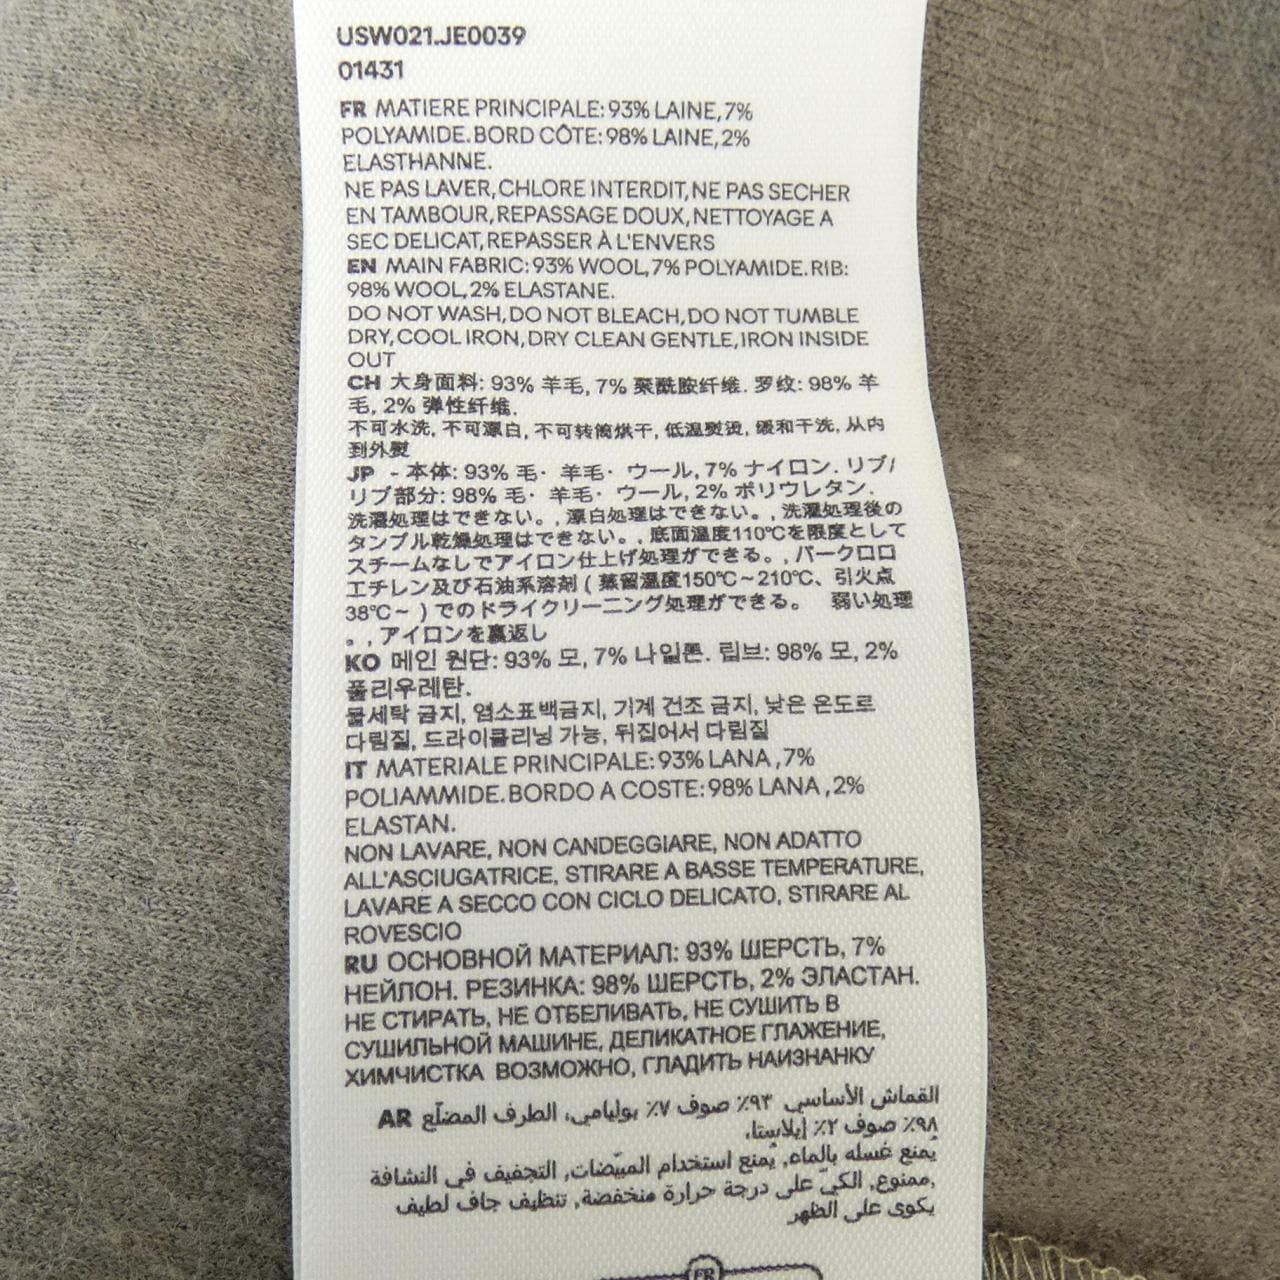 USW021.JE0039
01431
FR MATIERE PRINCIPALE: 93% LAINE, 7%
POLYAMIDE. BORD CÔTE: 98% LAINE, 2%
ELASTHANNE.
NE PAS LAVER, CHLORE INTERDIT, NE PAS SECHER
EN TAMBOUR, REPASSAGE DOUX, NETTOYAGE A
SEC DELICAT, REPASSER À L'ENVERS
EN MAIN FABRIC: 93% WOOL, 7% POLYAMIDE. RIB:
98% WOOL, 2% ELASTANE.
DO NOT WASH, DO NOT BLEACH, DO NOT TUMBLE
DRY, COOL IRON, DRY CLEAN GENTLE, IRON INSIDE
OUT
CH 大身面料: 93% 羊毛, 7% 聚酰胺纤维. 罗纹: 98% 羊
毛, 2% 弹性纤维.
不可水洗, 不可漂白, 不可转筒烘干, 低温熨烫, 缓和干洗, 从内
到外熨
JP - 本体: 93% 毛· 羊毛· ウール, 7% ナイロン. リブ/
リブ部分: 98% 毛· 羊毛· ウール, 2% ポリウレタン.
洗濯処理はできない。, 漂白処理はできない。, 洗濯処理後の
タンブル乾燥処理はできない。, 底面温度110℃を限度として
スチームなしでアイロン仕上げ処理ができる。, パークロロ
エチレン及び石油系溶剤 ( 蒸留温度150℃~210℃、引火点
38℃~ ) でのドライクリーニング処理ができる。 弱い処理
。, アイロンを裏返し
KO 메인 원단: 93% 모, 7% 나일론. 립브: 98% 모, 2%
폴리우레탄.
물세탁 금지, 염소표백금지, 기계 건조 금지, 낮은 온도로
다림질, 드라이클리닝 가능, 뒤집어서 다림질
IT MATERIALE PRINCIPALE: 93% LANA , 7%
POLIAMMIDE. BORDO A COSTE: 98% LANA , 2%
ELASTAN.
NON LAVARE, NON CANDEGGIARE, NON ADATTO
ALL'ASCIUGATRICE, STIRARE A BASSE TEMPERATURE,
LAVARE A SECCO CON CICLO DELICATO, STIRARE AL
ROVESCIO
RU ОСНОВНОЙ МАТЕРИАЛ: 93% ШЕРСТЬ, 7%
НЕЙЛОН. РЕЗИНКА: 98% ШЕРСТЬ, 2% ЭЛАСТАН.
НЕ СТИРАТЬ, НЕ ОТБЕЛИВАТЬ, НЕ СУШИТЬ В
СУШИЛЬНОЙ МАШИНЕ, ДЕЛИКАТНОЕ ГЛАЖЕНИЕ,
ХИМЧИСТКА ВОЗМОЖНО, ГЛАДИТЬ НАИЗНАНКУ
AR القماش الأساسي ٩٣٪ صوف ٧٪ بوليامي، الطرف المضلّع
٩٨٪ صوف ٢٪ إيلاستا،
يُمنع غسله بالماء, يُمنع استخدام المبيّضات, التجفيف في النشافة
ممنوع, الكيّ على درجة حرارة منخفضة, تنظيف جاف لطيف,
يكوى على الظهر
FR